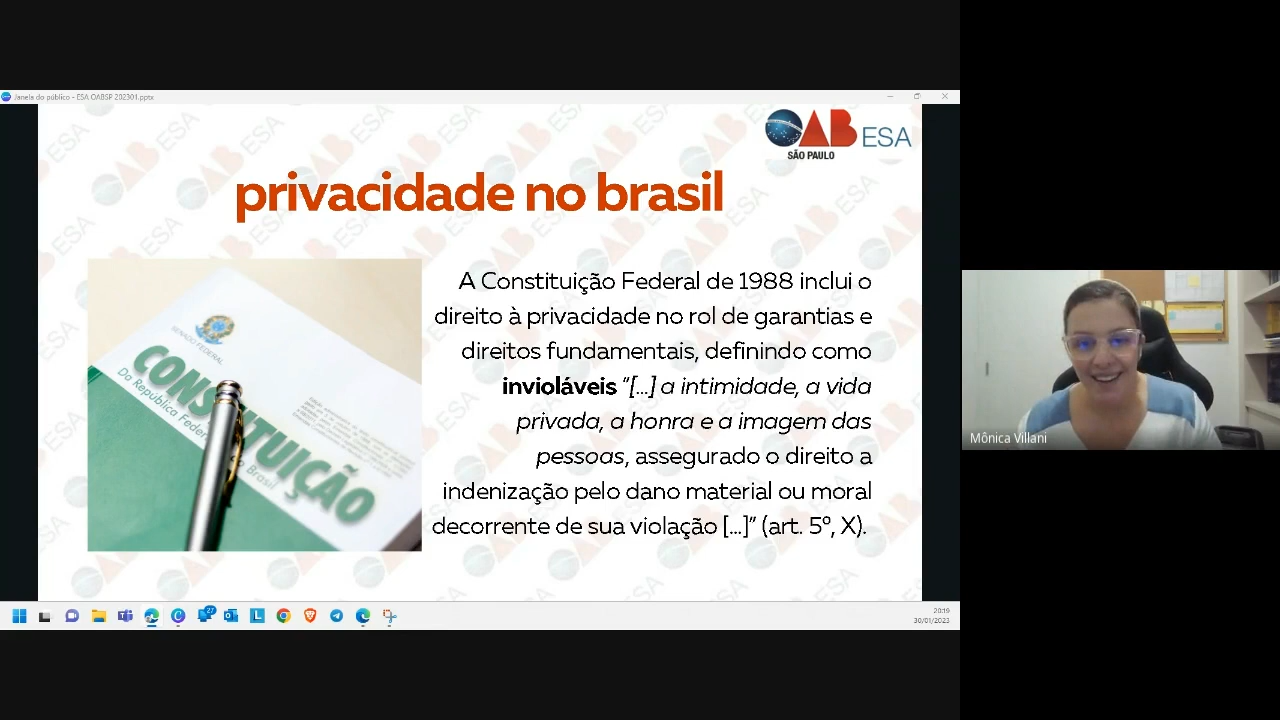 Janela do público - ESA OABSP 202301.pptx
OAB ESA
SÃO PAULO
privacidade no brasil
A Constituição Federal de 1988 inclui o
direito à privacidade no rol de garantias e
direitos fundamentais, definindo como
invioláveis “[...] a intimidade, a vida
privada, a honra e a imagem das
pessoas, assegurado o direito a
indenização pelo dano material ou moral
decorrente de sua violação [...]” (art. 5º, X).
SENADO FEDERAL
CONSTITUIÇÃO
Da República Federativa do Brasil
Mônica Villani
27
20:19
30/01/2023